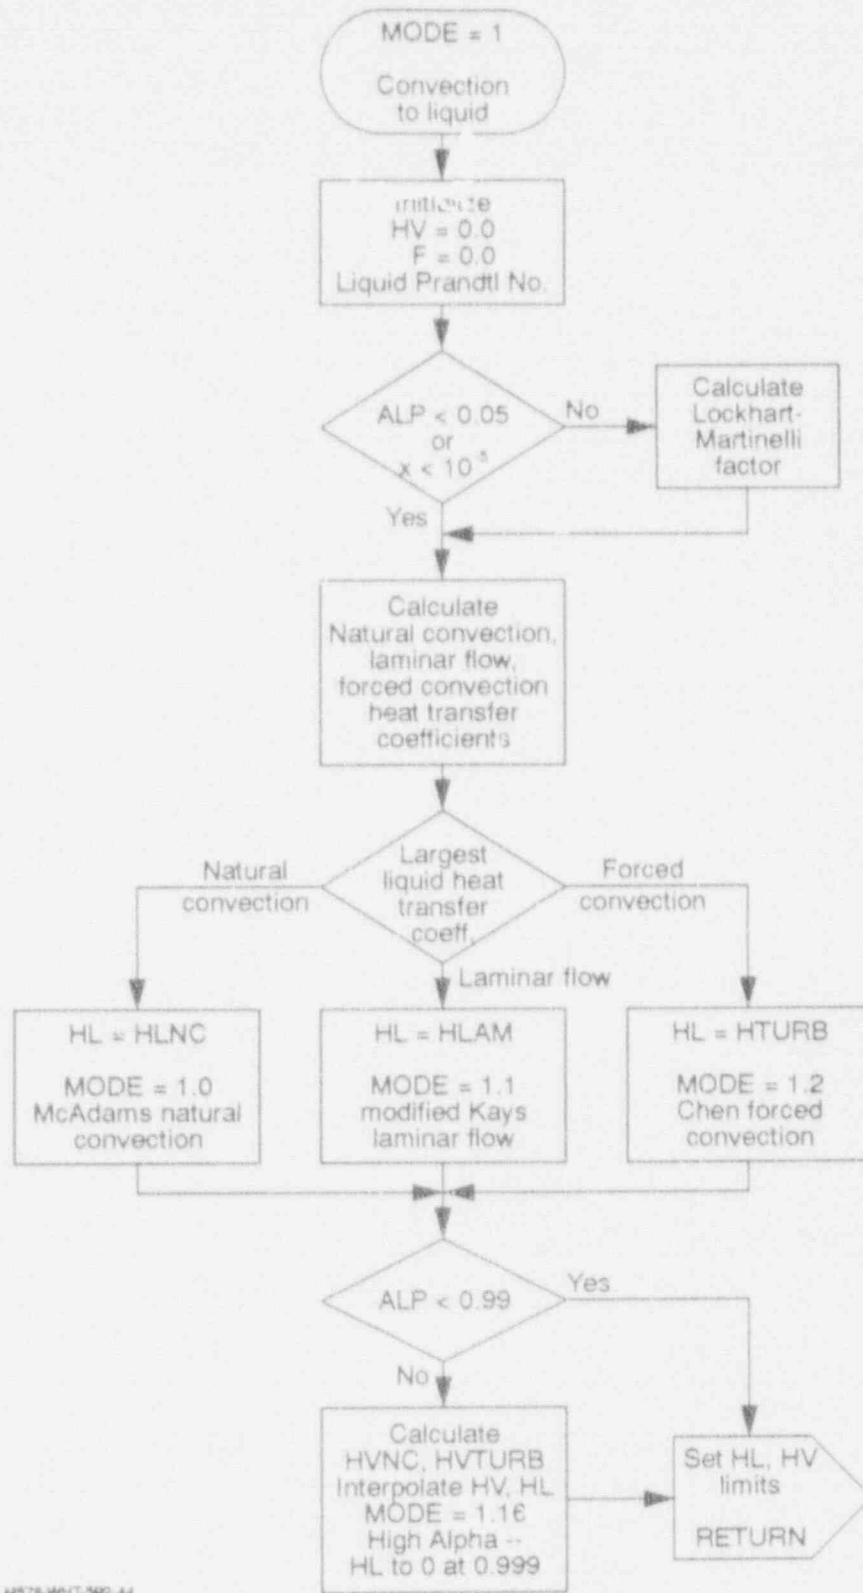 MODE = 1
Convection
to liquid
HV = 0.0
F = 0.0
Liquid Prandtl No.
ALP < 0.05
or
x < 10
No
Calculate
Lockhart-
Martinelli
factor
Yes
Calculate
Natural convection,
laminar flow,
forced convection
heat transfer
coefficients
Largest
liquid heat
transfer
coeff,
Natural
convection
Forced
convection
Laminar flow
HL = HLNC
MODE = 1.0
McAdams natural
convection
HL = HLAM
MODE = 1.1
modified Kays
laminar flow
HL = HTURB
MODE = 1.2
Chen forced
convection
ALP < 0.99
Yes
No
Calculate
HVNC, HVTURB
Interpolate HV, HL
MODE = 1.16
High Alpha --
HL to 0 at 0.999
Set HL, HV
limits
RETURN